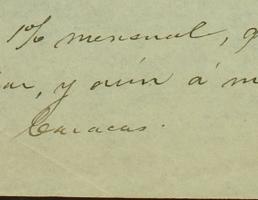 1% mensual,
y aún á
Caracas.